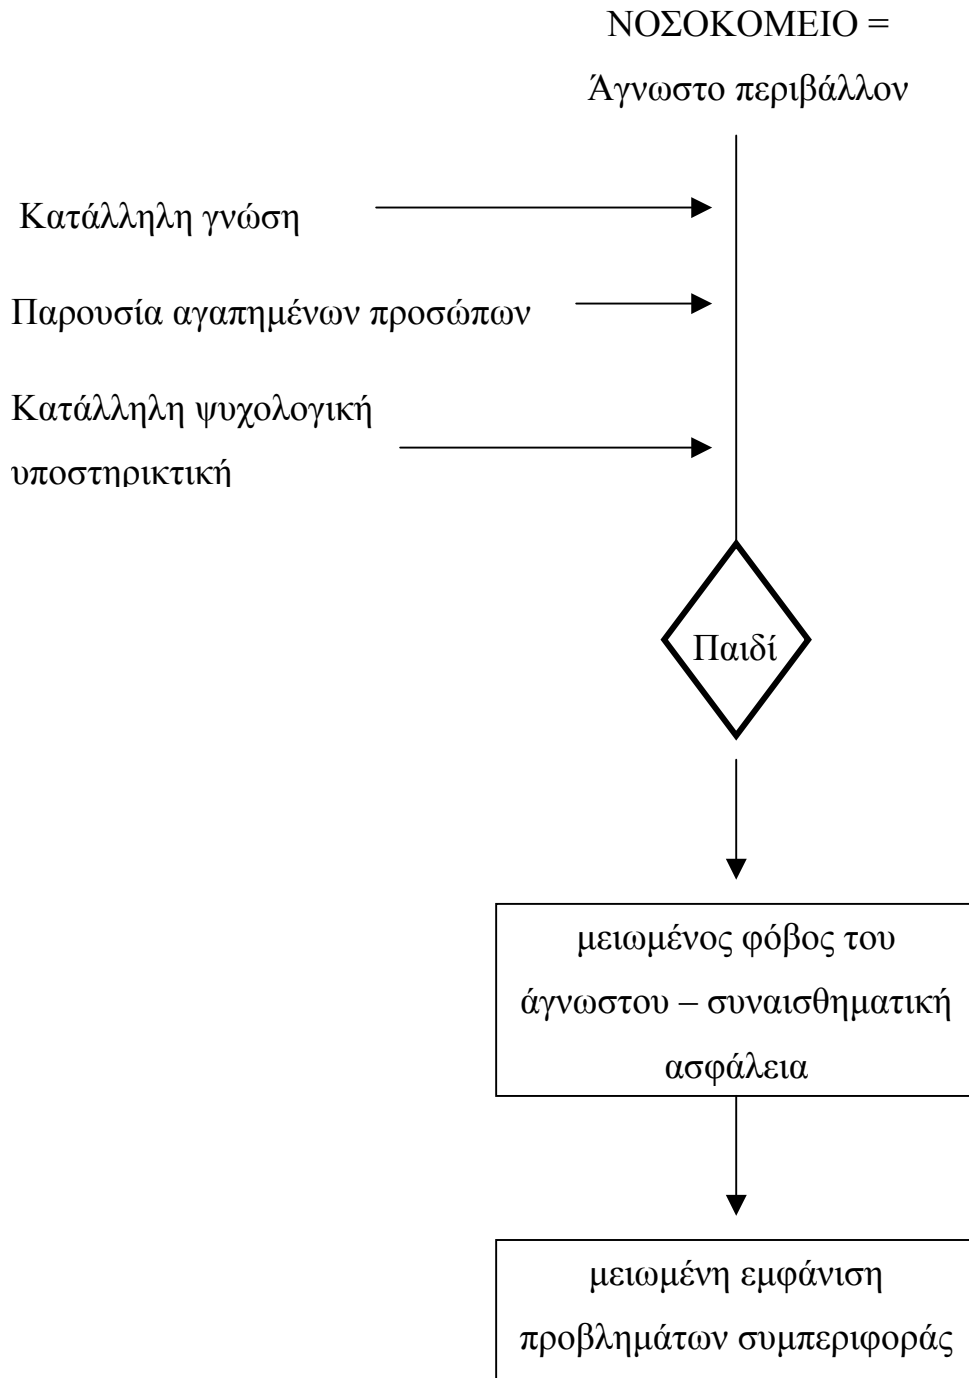 ΝΟΣΟΚΟΜΕΙΟ =
Άγνωστο περιβάλλον
Κατάλληλη γνώση
Παρουσία αγαπημένων προσώπων
Κατάλληλη ψυχολογική
υποστηρικτική
Παιδί
μειωμένος φόβος του
άγνωστου – συναισθηματική
ασφάλεια
μειωμένη εμφάνιση
προβλημάτων συμπεριφοράς